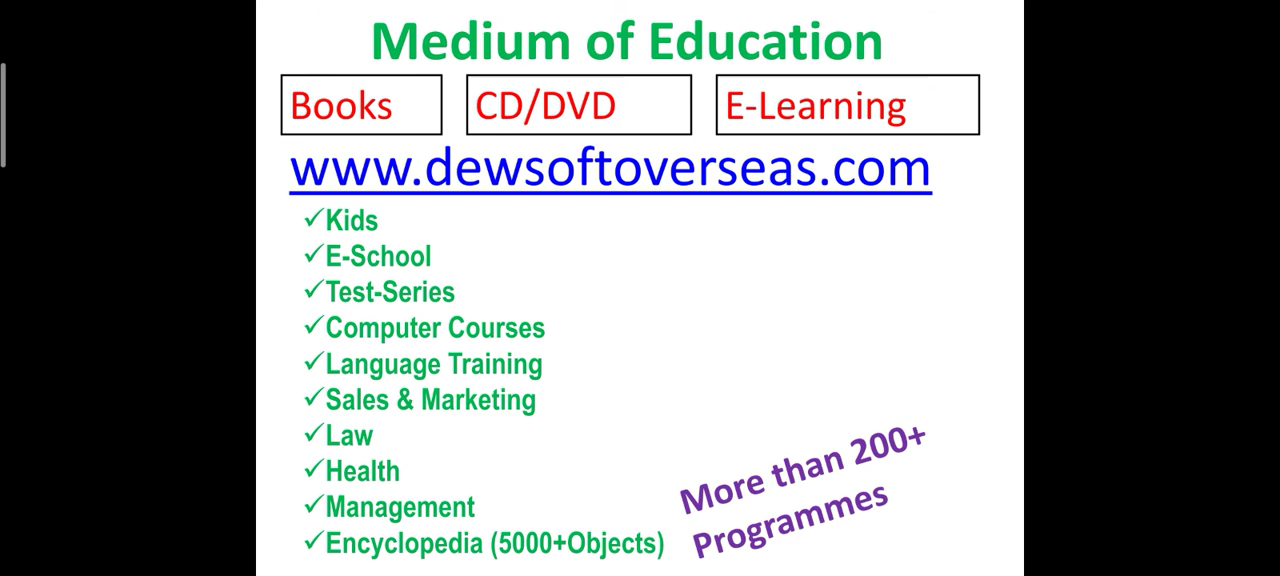 Medium of Education
Books CD/DVD E-Learning
www.dewsoftoverseas.com
✓Kids
✓E-School
✓Test-Series
✓Computer Courses
✓Language Training
✓Sales & Marketing
✓Law
✓Health
✓Management
✓Encyclopedia (5000+Objects)
More than 200+
Programmes